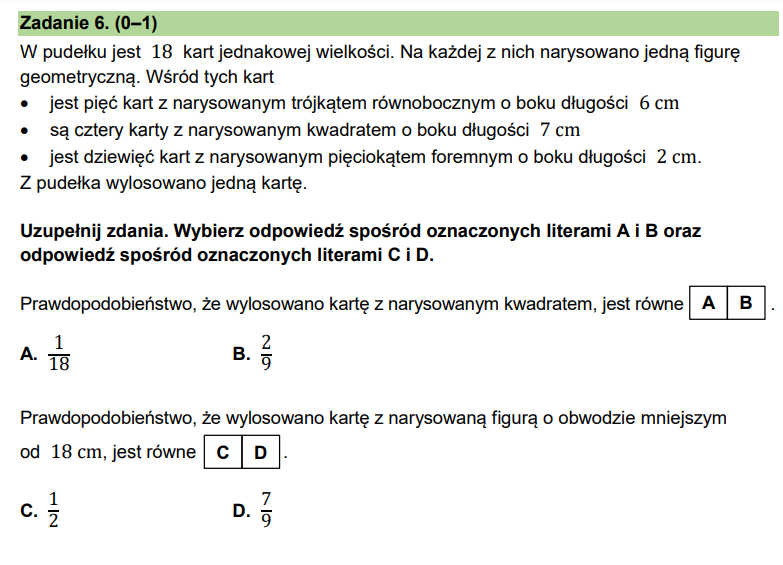 Zadanie 6. (0–1)
W pudełku jest 18 kart jednakowej wielkości. Na każdej z nich narysowano jedną figurę
geometryczną. Wśród tych kart
• jest pięć kart z narysowanym trójkątem równobocznym o boku długości 6 cm
• są cztery karty z narysowanym kwadratem o boku długości 7 cm
• jest dziewięć kart z narysowanym pięciokątem foremnym o boku długości 2 cm.
Z pudełka wylosowano jedną kartę.
Uzupełnij zdania. Wybierz odpowiedź spośród oznaczonych literami A i B oraz
odpowiedź spośród oznaczonych literami C i D.
Prawdopodobieństwo, że wylosowano kartę z narysowanym kwadratem, jest równe A B .
A. 1/18 B. 2/9
Prawdopodobieństwo, że wylosowano kartę z narysowaną figurą o obwodzie mniejszym
od 18 cm, jest równe C D .
C. 1/2 D. 7/9